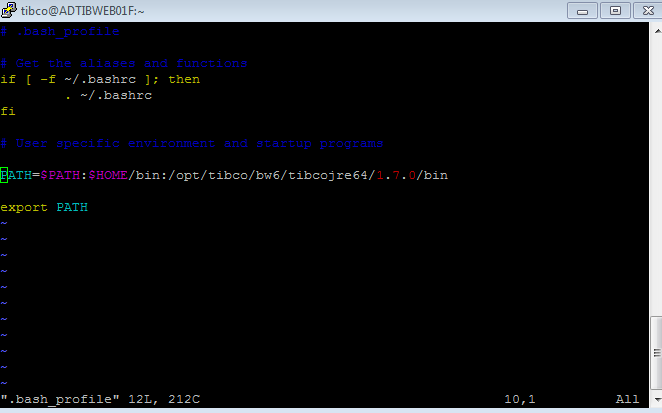 tibco@ADTIBWEB01F:~
# .bash_profile
# Get the aliases and functions
if [ -f ~/.bashrc ]; then
. ~/.bashrc
fi
# User specific environment and startup programs
PATH=$PATH:$HOME/bin:/opt/tibco/bw6/tibcojre64/1.7.0/bin
export PATH
~
~
~
~
~
~
~
~
~
~
~
".bash_profile" 12L, 212C 10,1 All